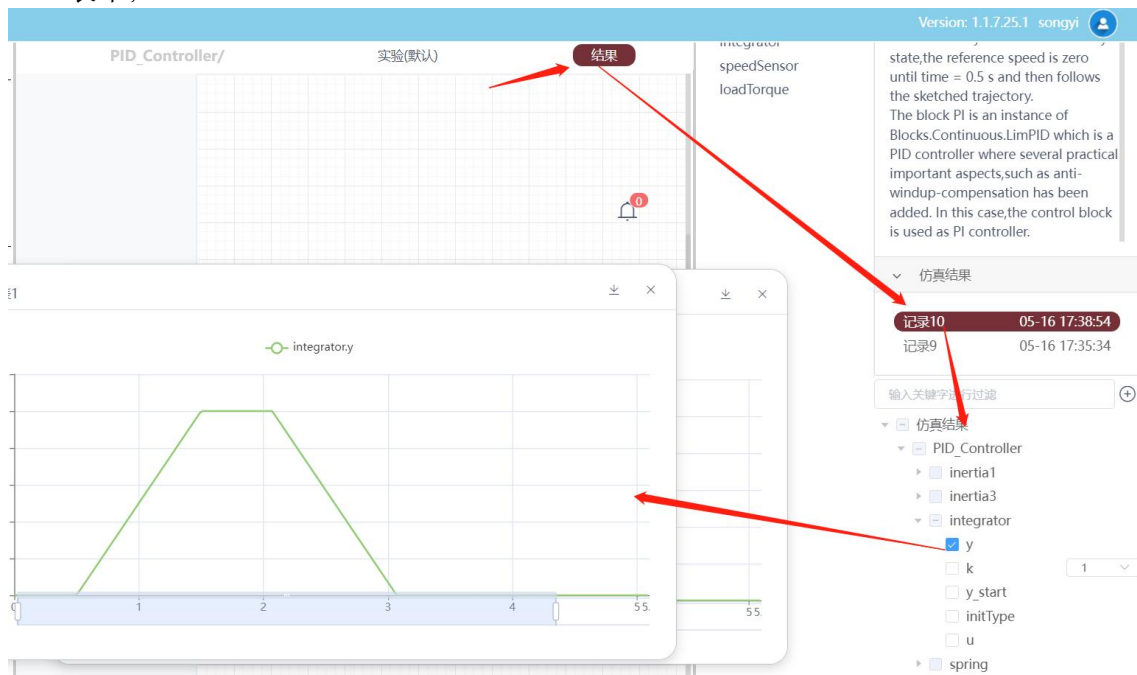 Version: 1.1.7.25.1 songyi
PID_Controller/
实验(默认)
结果
integrator
speedSensor
loadTorque
state,the reference speed is zero
until time = 0.5 s and then follows
the sketched trajectory.
The block PI is an instance of
Blocks.Continuous.LimPID which is a
PID controller where several practical
important aspects,such as anti-
windup-compensation has been
added. In this case,the control block
is used as PI controller.
0
仿真结果
记录10 05-16 17:38:54
记录9 05-16 17:35:34
1
integrator.y
0 1 2 3 4 55.
55.
输入关键字进行过滤
仿真结果
PID_Controller
inertia1
inertia3
integrator
y
k 1
y_start
initType
u
spring